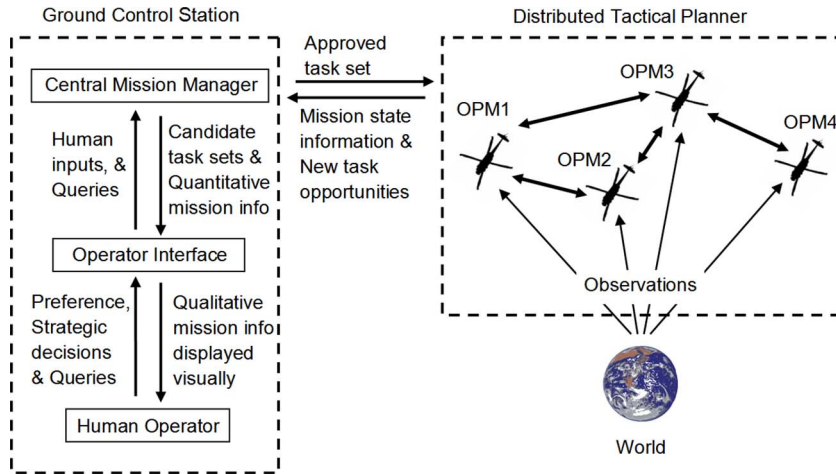 Ground Control Station
Distributed Tactical Planner
Central Mission Manager
Human
inputs, &
Queries
Candidate
task sets &
Quantitative
mission info
Operator Interface
Preference,
Strategic
decisions
& Queries
Qualitative
mission info
displayed
visually
Human Operator
Approved
task set
Mission state
information &
New task
opportunities
OPM1
OPM2
OPM3
OPM4
Observations
World